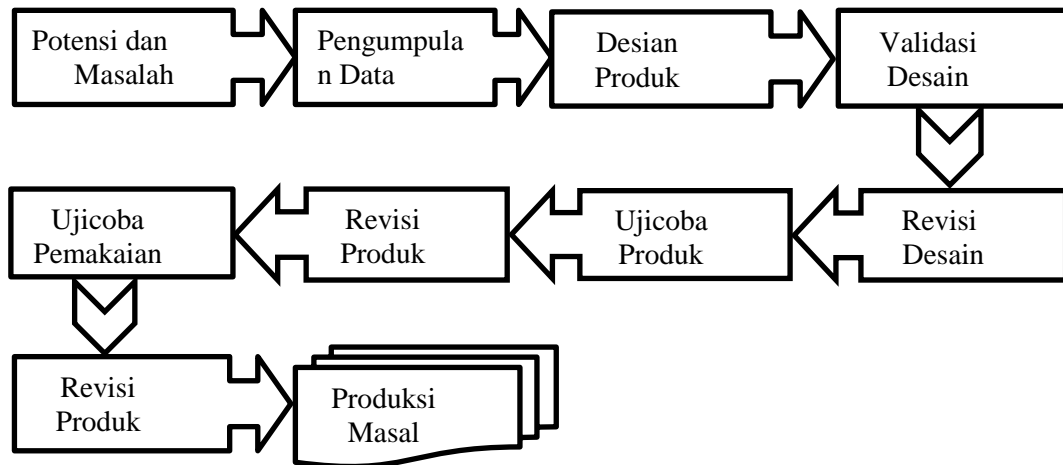 Potensi dan
Masalah
Pengumpula
n Data
Desian
Produk
Validasi
Desain
Revisi
Desain
Ujicoba
Produk
Revisi
Produk
Ujicoba
Pemakaian
Revisi
Produk
Produksi
Masal